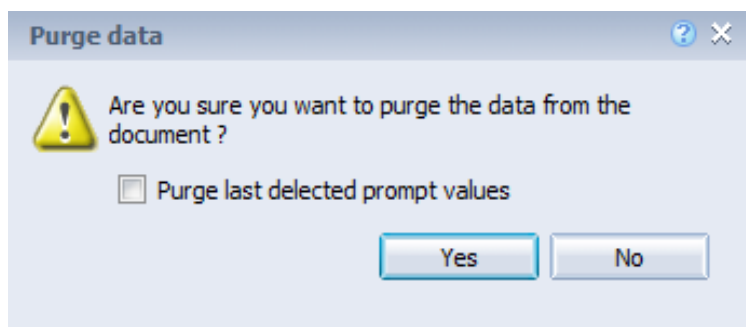 Purge data
Are you sure you want to purge the data from the
document ?
Purge last delected prompt values
Yes
No